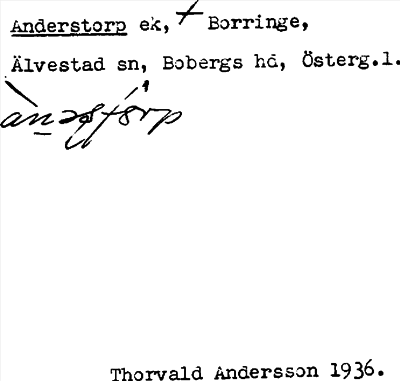 Anderstorp ek, Borringe,
Älvestad sn, Bobergs hd, Österg.l.
Thorvald Andersson 1936.